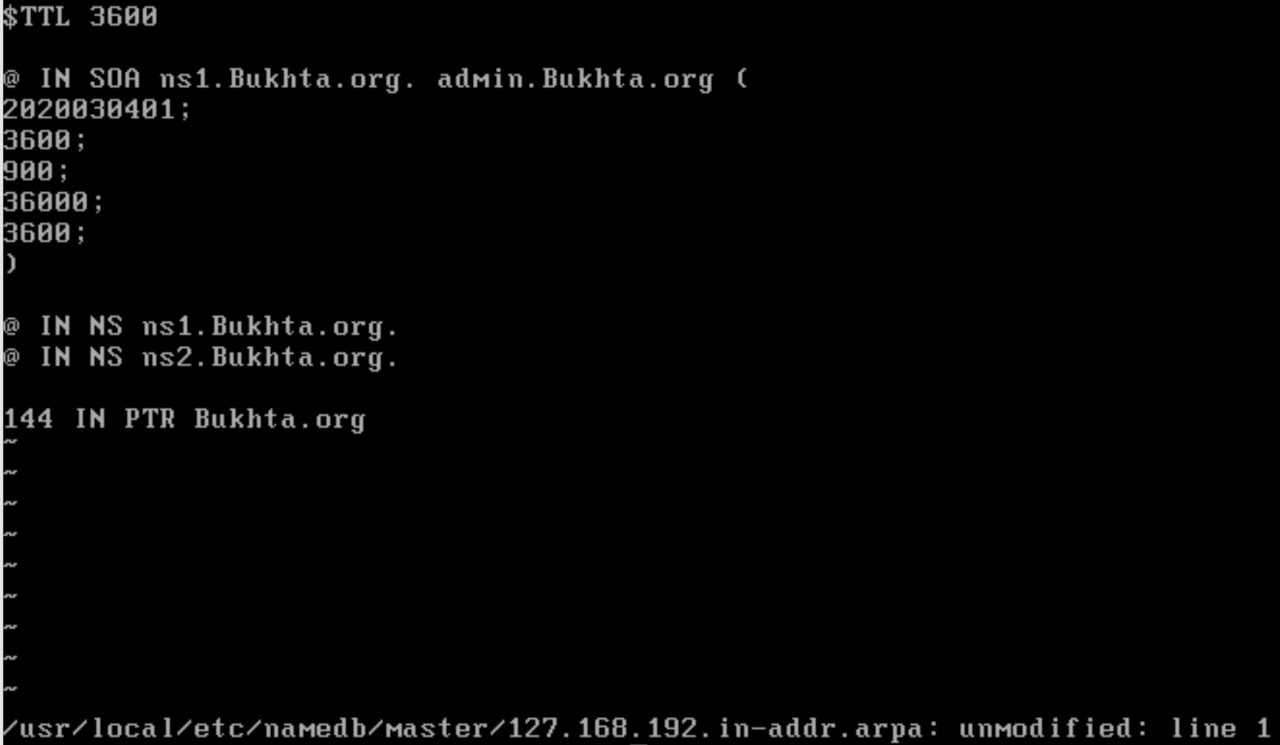 $TTL 3600
@ IN SOA ns1.Bukhta.org. admin.Bukhta.org (
2020030401;
3600;
900;
36000;
3600;
)
@ IN NS ns1.Bukhta.org.
@ IN NS ns2.Bukhta.org.
144 IN PTR Bukhta.org
~
~
~
~
~
~
~
~
~
/usr/local/etc/namedb/master/127.168.192.in-addr.arpa: unmodified: line 1